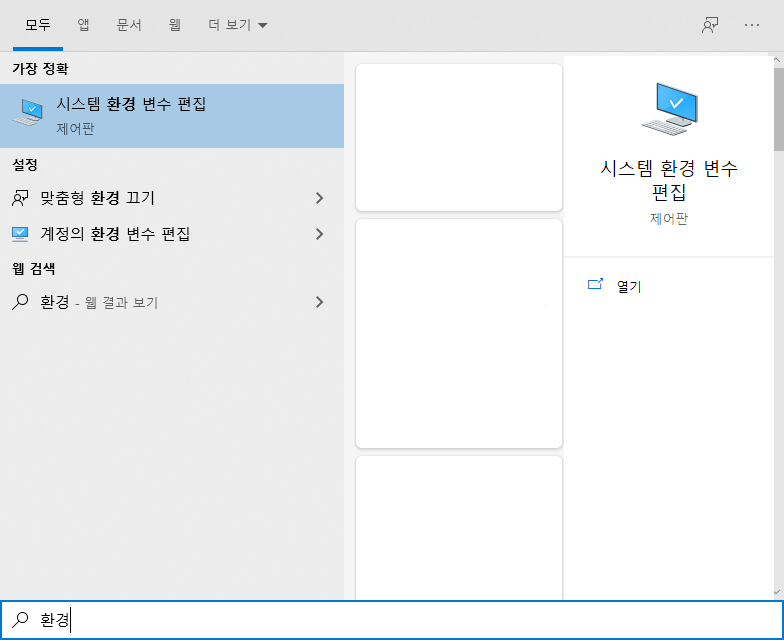 모두 앱 문서 웹 더 보기
가장 정확
시스템 환경 변수 편집
제어판
설정
맞춤형 환경 끄기
계정의 환경 변수 편집
웹 검색
환경 - 웹 결과 보기
시스템 환경 변수
편집
제어판
열기
환경